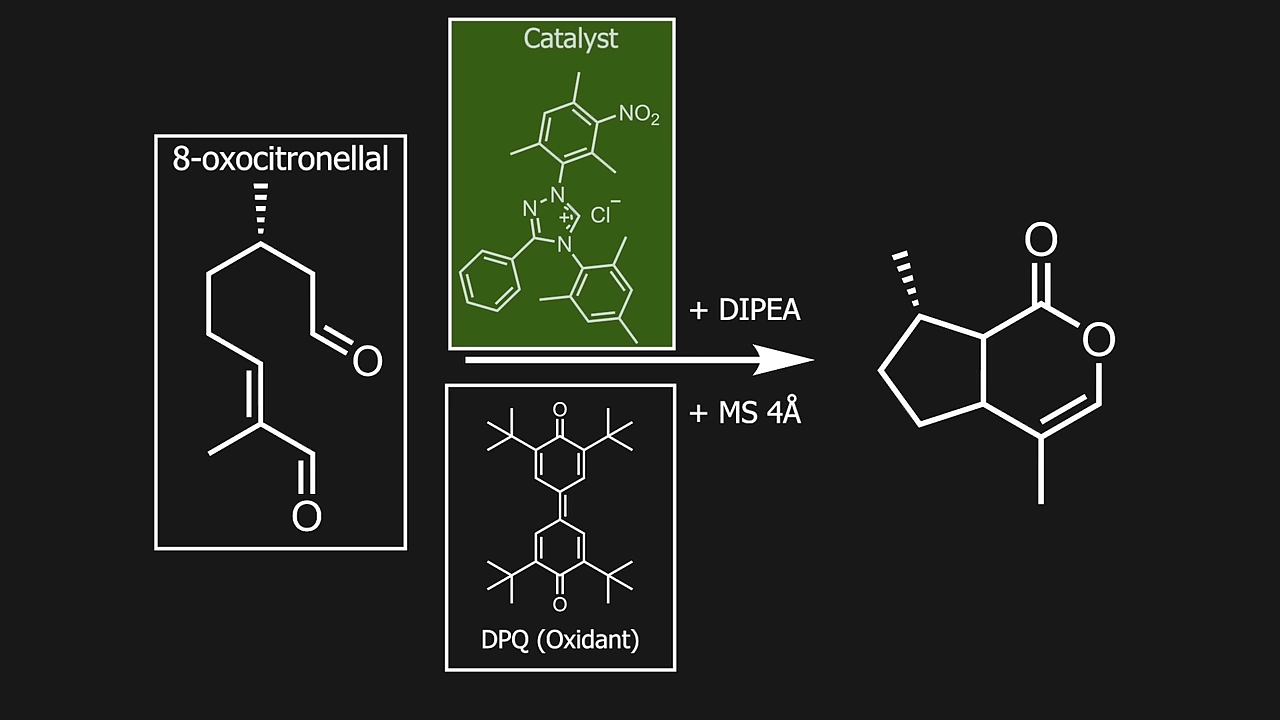 Catalyst
NO₂
8-oxocitronellal
N
N
+
Cl⁻
N
O
O
+ DIPEA
O
O
+ MS 4Å
O
O
DPQ (Oxidant)